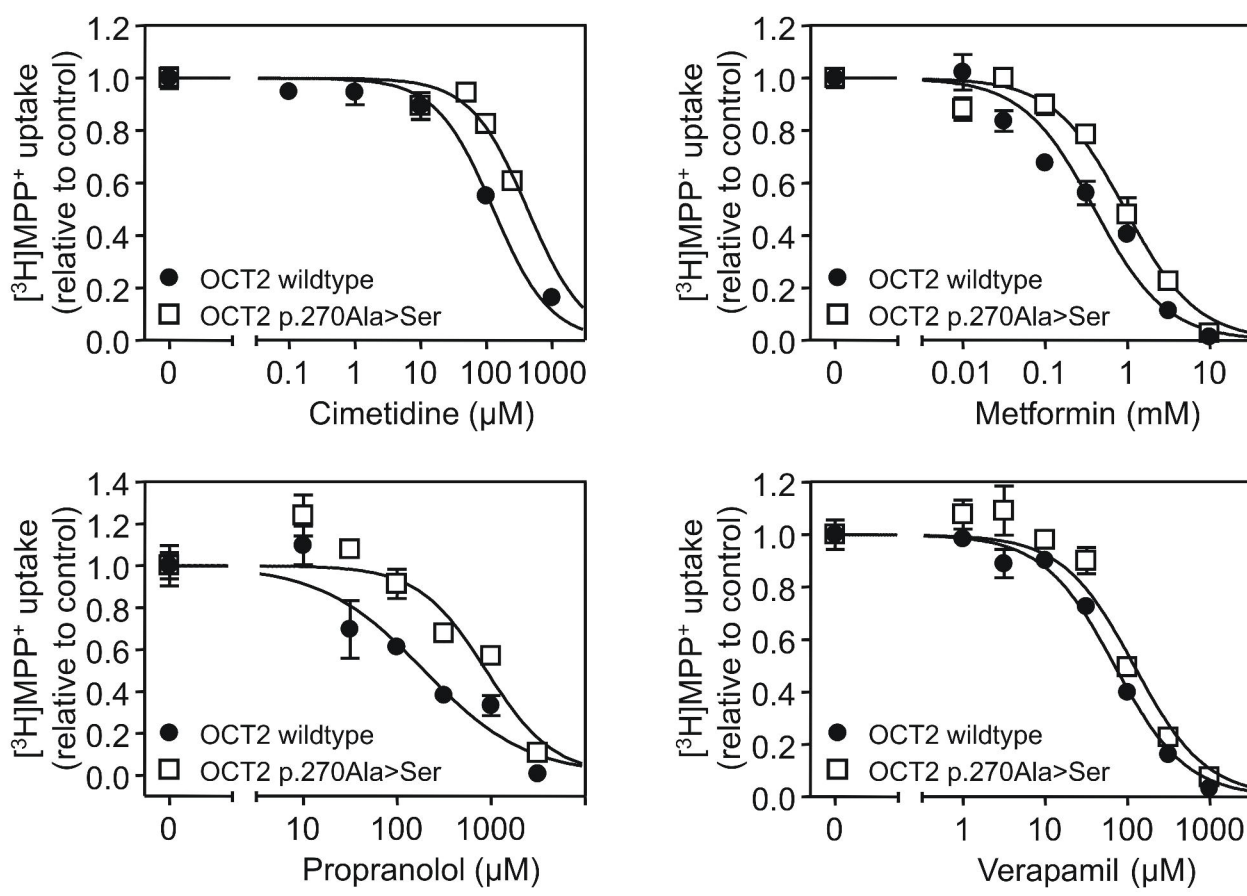 [³H]MPP⁺ uptake
(relative to control)
1.2
1.0
0.8
0.6
0.4
0.2
0.0
OCT2 wildtype
OCT2 p.270Ala>Ser
0 0.1 1 10 100 1000
Cimetidine (µM)
[³H]MPP⁺ uptake
(relative to control)
1.2
1.0
0.8
0.6
0.4
0.2
0.0
OCT2 wildtype
OCT2 p.270Ala>Ser
0 0.01 0.1 1 10
Metformin (mM)
[³H]MPP⁺ uptake
(relative to control)
1.4
1.2
1.0
0.8
0.6
0.4
0.2
0.0
OCT2 wildtype
OCT2 p.270Ala>Ser
0 10 100 1000
Propranolol (µM)
[³H]MPP⁺ uptake
(relative to control)
1.2
1.0
0.8
0.6
0.4
0.2
0.0
OCT2 wildtype
OCT2 p.270Ala>Ser
0 1 10 100 1000
Verapamil (µM)